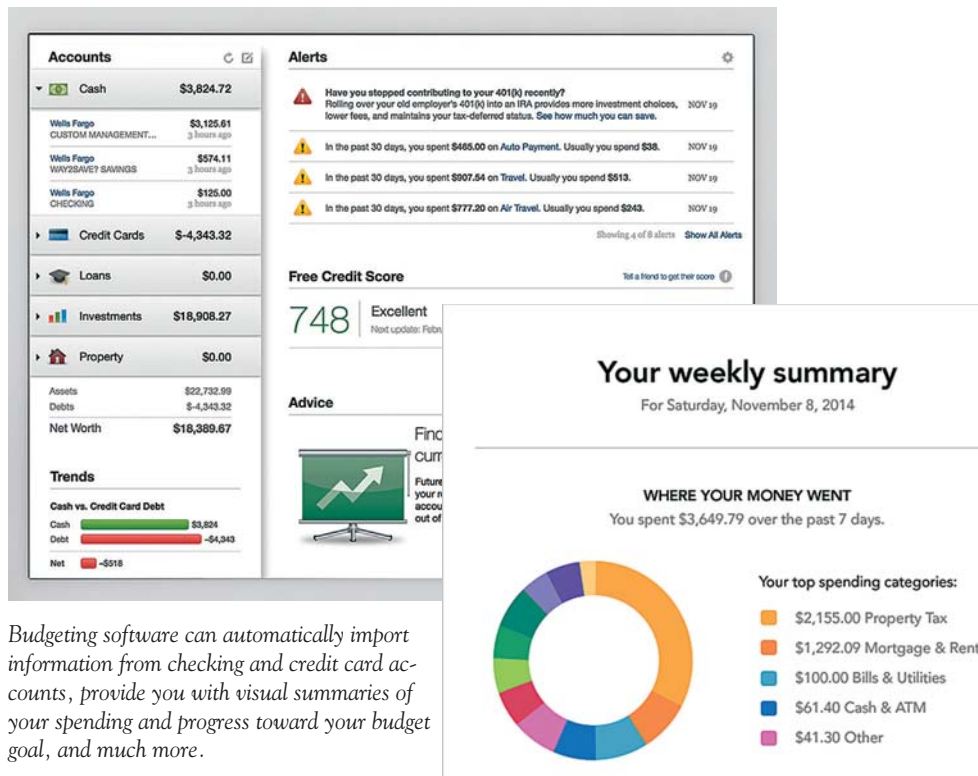 Accounts
Cash $3,824.72
Wells Fargo $3,125.61
CUSTOM MANAGEMENT... 3 hours ago
Wells Fargo $574.11
WAY2SAVE? SAVINGS 3 hours ago
Wells Fargo $125.00
CHECKING 3 hours ago
Credit Cards $-4,343.32
Loans $0.00
Investments $18,908.27
Property $0.00
Assets $22,732.99
Debts $-4,343.32
Net Worth $18,389.67
Trends
Cash vs. Credit Card Debt
Cash $3,824
Debt -$4,343
Net -$518
Alerts
Have you stopped contributing to your 401(k) recently?
Rolling over your old employer's 401(k) into an IRA provides more investment choices, NOV 19
lower fees, and maintains your tax-deferred status. See how much you can save.
In the past 30 days, you spent $465.00 on Auto Payment. Usually you spend $38. NOV 19
In the past 30 days, you spent $907.54 on Travel. Usually you spend $513. NOV 19
In the past 30 days, you spent $777.20 on Air Travel. Usually you spend $243. NOV 19
Showing 4 of 8 alerts Show All Alerts
Free Credit Score Tell a friend to get their score
748 Excellent
Next update: Febr
Advice
Find
curr
Future
your r
accou
out of
Your weekly summary
For Saturday, November 8, 2014
WHERE YOUR MONEY WENT
You spent $3,649.79 over the past 7 days.
Your top spending categories:
$2,155.00 Property Tax
$1,292.09 Mortgage & Rent
$100.00 Bills & Utilities
$61.40 Cash & ATM
$41.30 Other
Budgeting software can automatically import
information from checking and credit card ac-
counts, provide you with visual summaries of
your spending and progress toward your budget
goal, and much more.